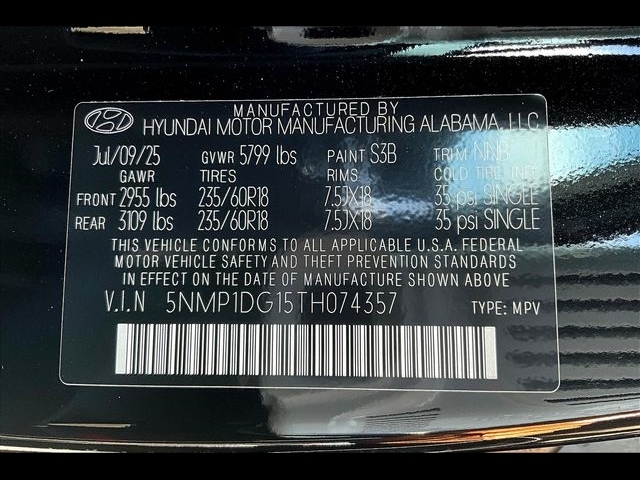 MANUFACTURED BY
HYUNDAI MOTOR MANUFACTURING ALABAMA, LLC
Jul/09/25 GVWR 5799 lbs PAINT S3B TRIM NNB
GAWR TIRES RIMS COLD TIRE INFL
FRONT 2955 lbs 235/60R18 7.5JX18 35 psi SINGLE
REAR 3109 lbs 235/60R18 7.5JX18 35 psi SINGLE
THIS VEHICLE CONFORMS TO ALL APPLICABLE U.S.A. FEDERAL
MOTOR VEHICLE SAFETY AND THEFT PREVENTION STANDARDS
IN EFFECT ON THE DATE OF MANUFACTURE SHOWN ABOVE.
V.I.N 5NMP1DG15TH074357 TYPE: MPV